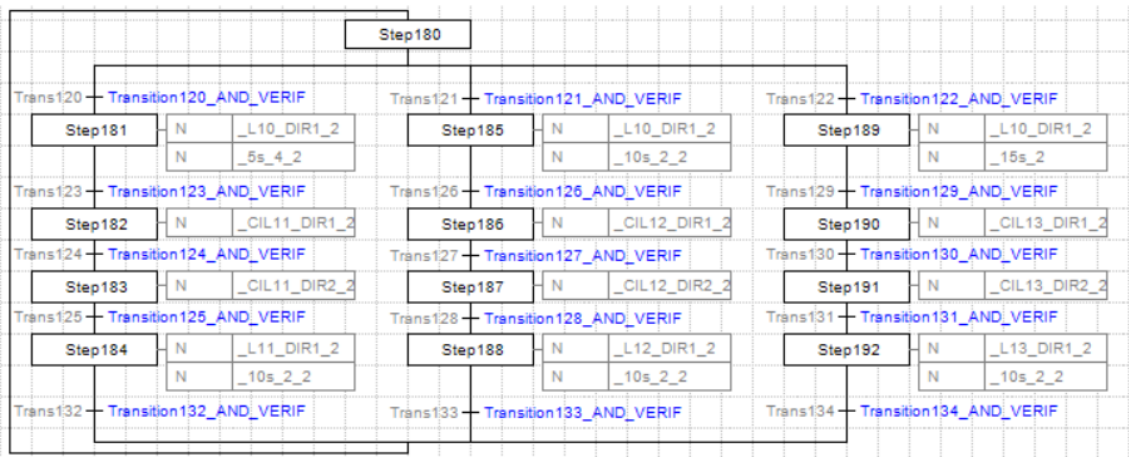 Step180
Trans120 Transition120_AND_VERIF Trans121 Transition121_AND_VERIF Trans122 Transition122_AND_VERIF
Step181 N _L10_DIR1_2 Step185 N _L10_DIR1_2 Step189 N _L10_DIR1_2
N _5s_4_2 N _10s_2_2 N _15s_2
Trans123 Transition123_AND_VERIF Trans126 Transition126_AND_VERIF Trans129 Transition129_AND_VERIF
Step182 N _CIL11_DIR1_2 Step186 N _CIL12_DIR1_2 Step190 N _CIL13_DIR1_2
Trans124 Transition124_AND_VERIF Trans127 Transition127_AND_VERIF Trans130 Transition130_AND_VERIF
Step183 N _CIL11_DIR2_2 Step187 N _CIL12_DIR2_2 Step191 N _CIL13_DIR2_2
Trans125 Transition125_AND_VERIF Trans128 Transition128_AND_VERIF Trans131 Transition131_AND_VERIF
Step184 N _L11_DIR1_2 Step188 N _L12_DIR1_2 Step192 N _L13_DIR1_2
N _10s_2_2 N _10s_2_2 N _10s_2_2
Trans132 Transition132_AND_VERIF Trans133 Transition133_AND_VERIF Trans134 Transition134_AND_VERIF